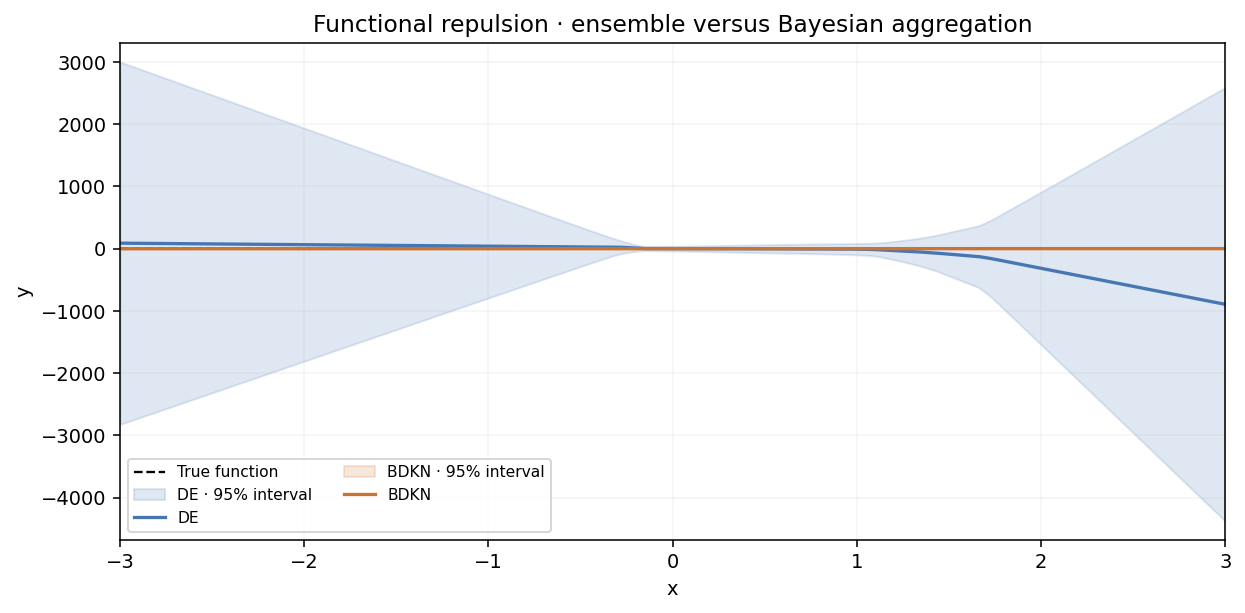 Functional repulsion · ensemble versus Bayesian aggregation
3000
2000
1000
0
−1000
−2000
−3000
−4000
y
True function
DE · 95% interval
DE
BDKN · 95% interval
BDKN
−3
−2
−1
0
1
2
3
x